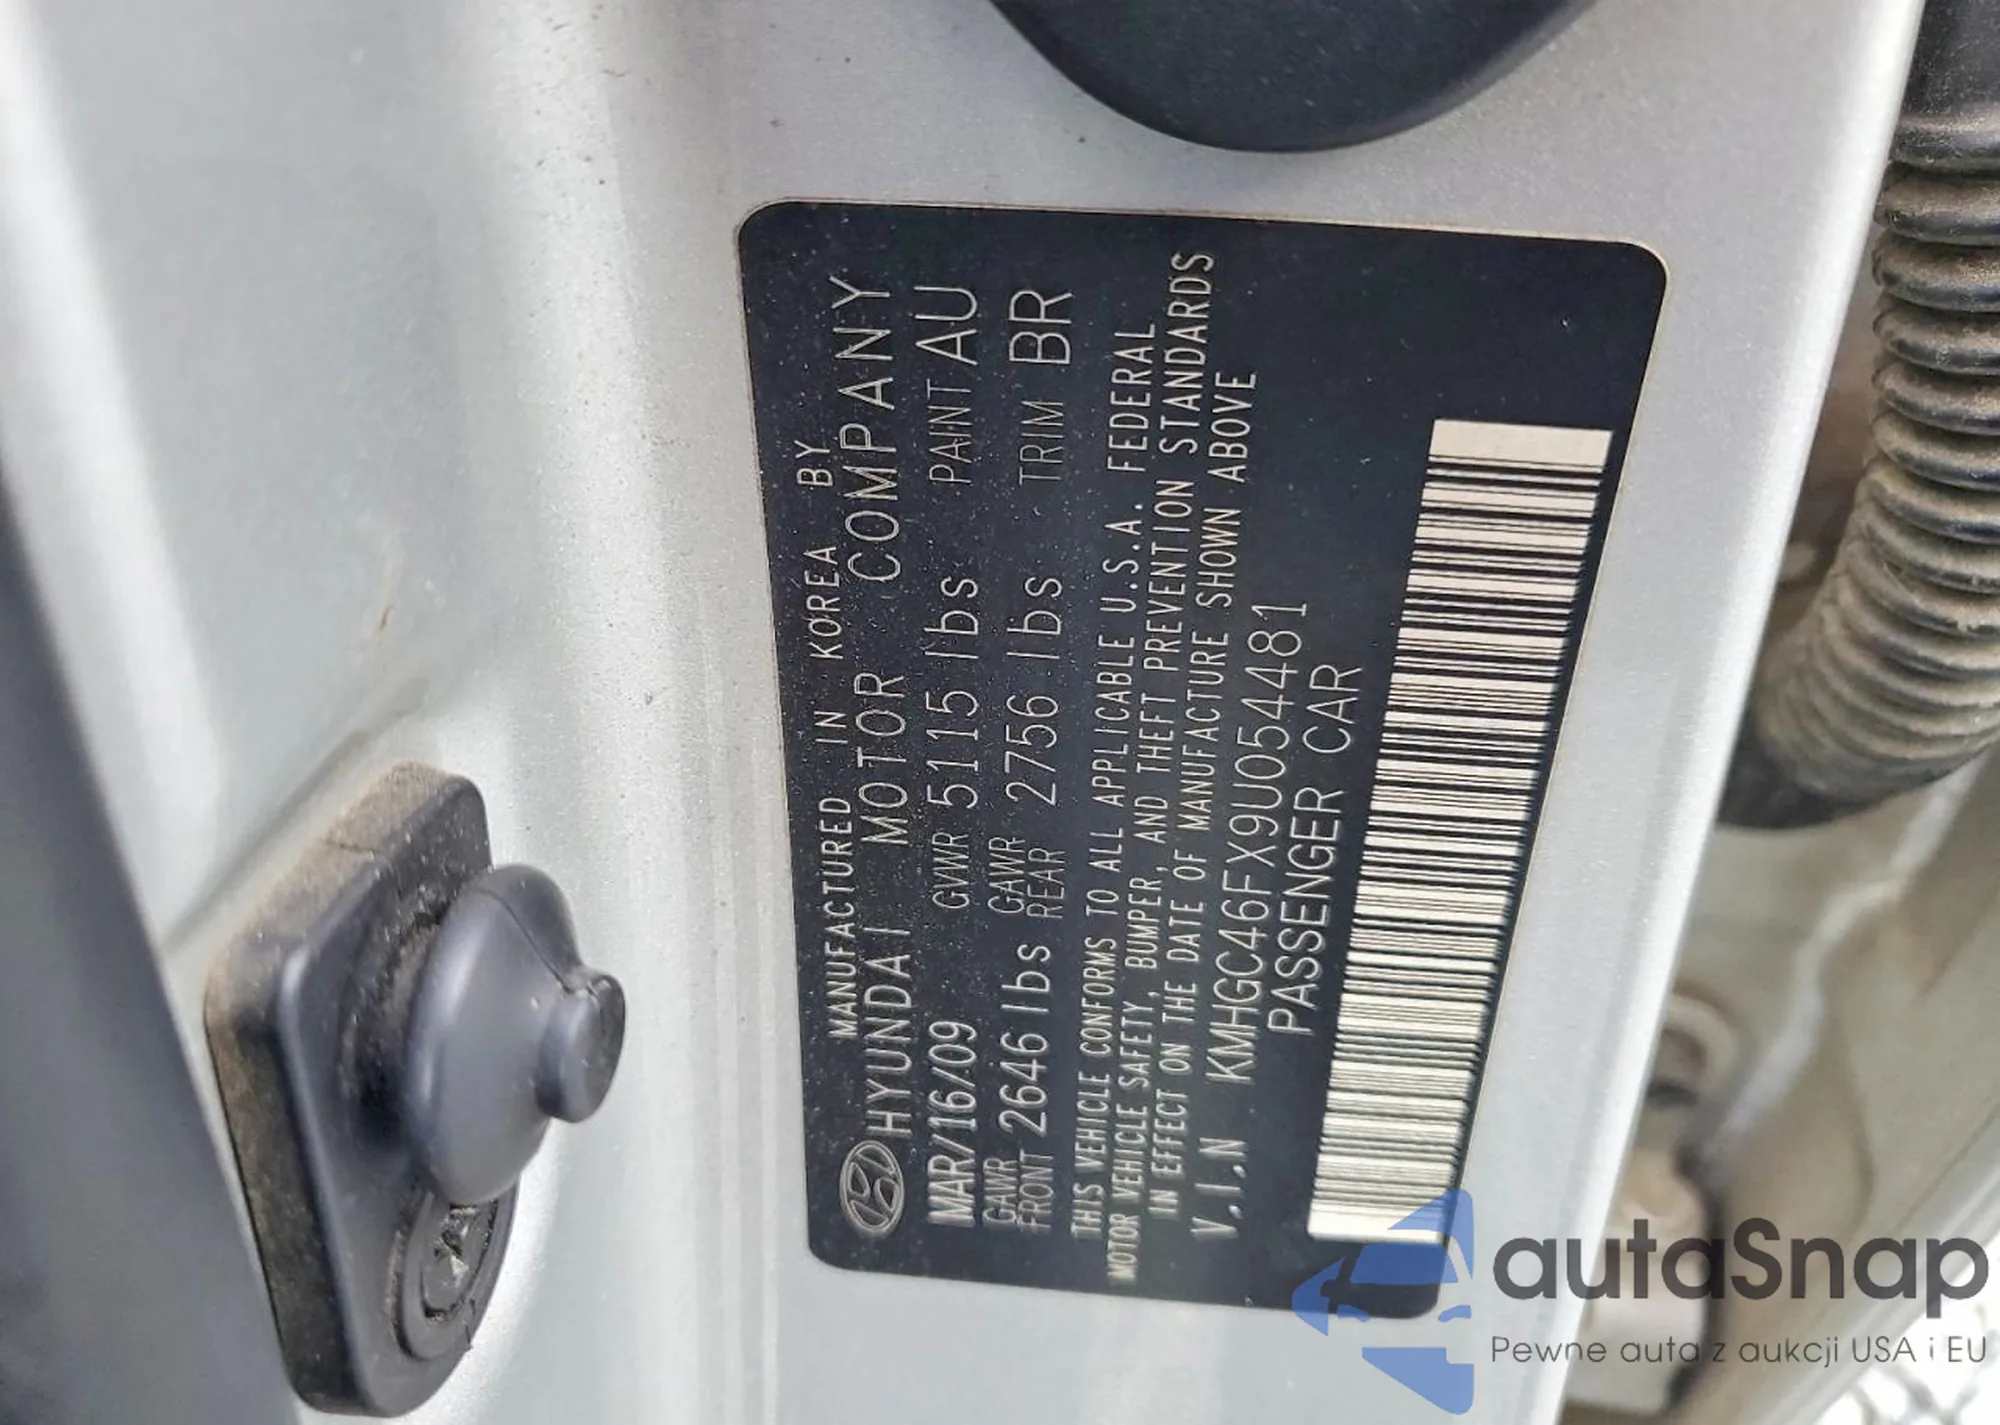 MANUFACTURED IN KOREA BY
HYUNDAI MOTOR COMPANY
MAR/16/09 GVWR 5115 lbs PAINT AU
GAWR FRONT 2646 lbs GAWR REAR 2756 lbs TRIM BR
THIS VEHICLE CONFORMS TO ALL APPLICABLE U.S.A. FEDERAL
MOTOR VEHICLE SAFETY, BUMPER, AND THEFT PREVENTION STANDARDS
IN EFFECT ON THE DATE OF MANUFACTURE SHOWN ABOVE
V.I.N KMHGC46FX9U054481
PASSENGER CAR
autaSnap
Pewne auta z aukcji USA i EU